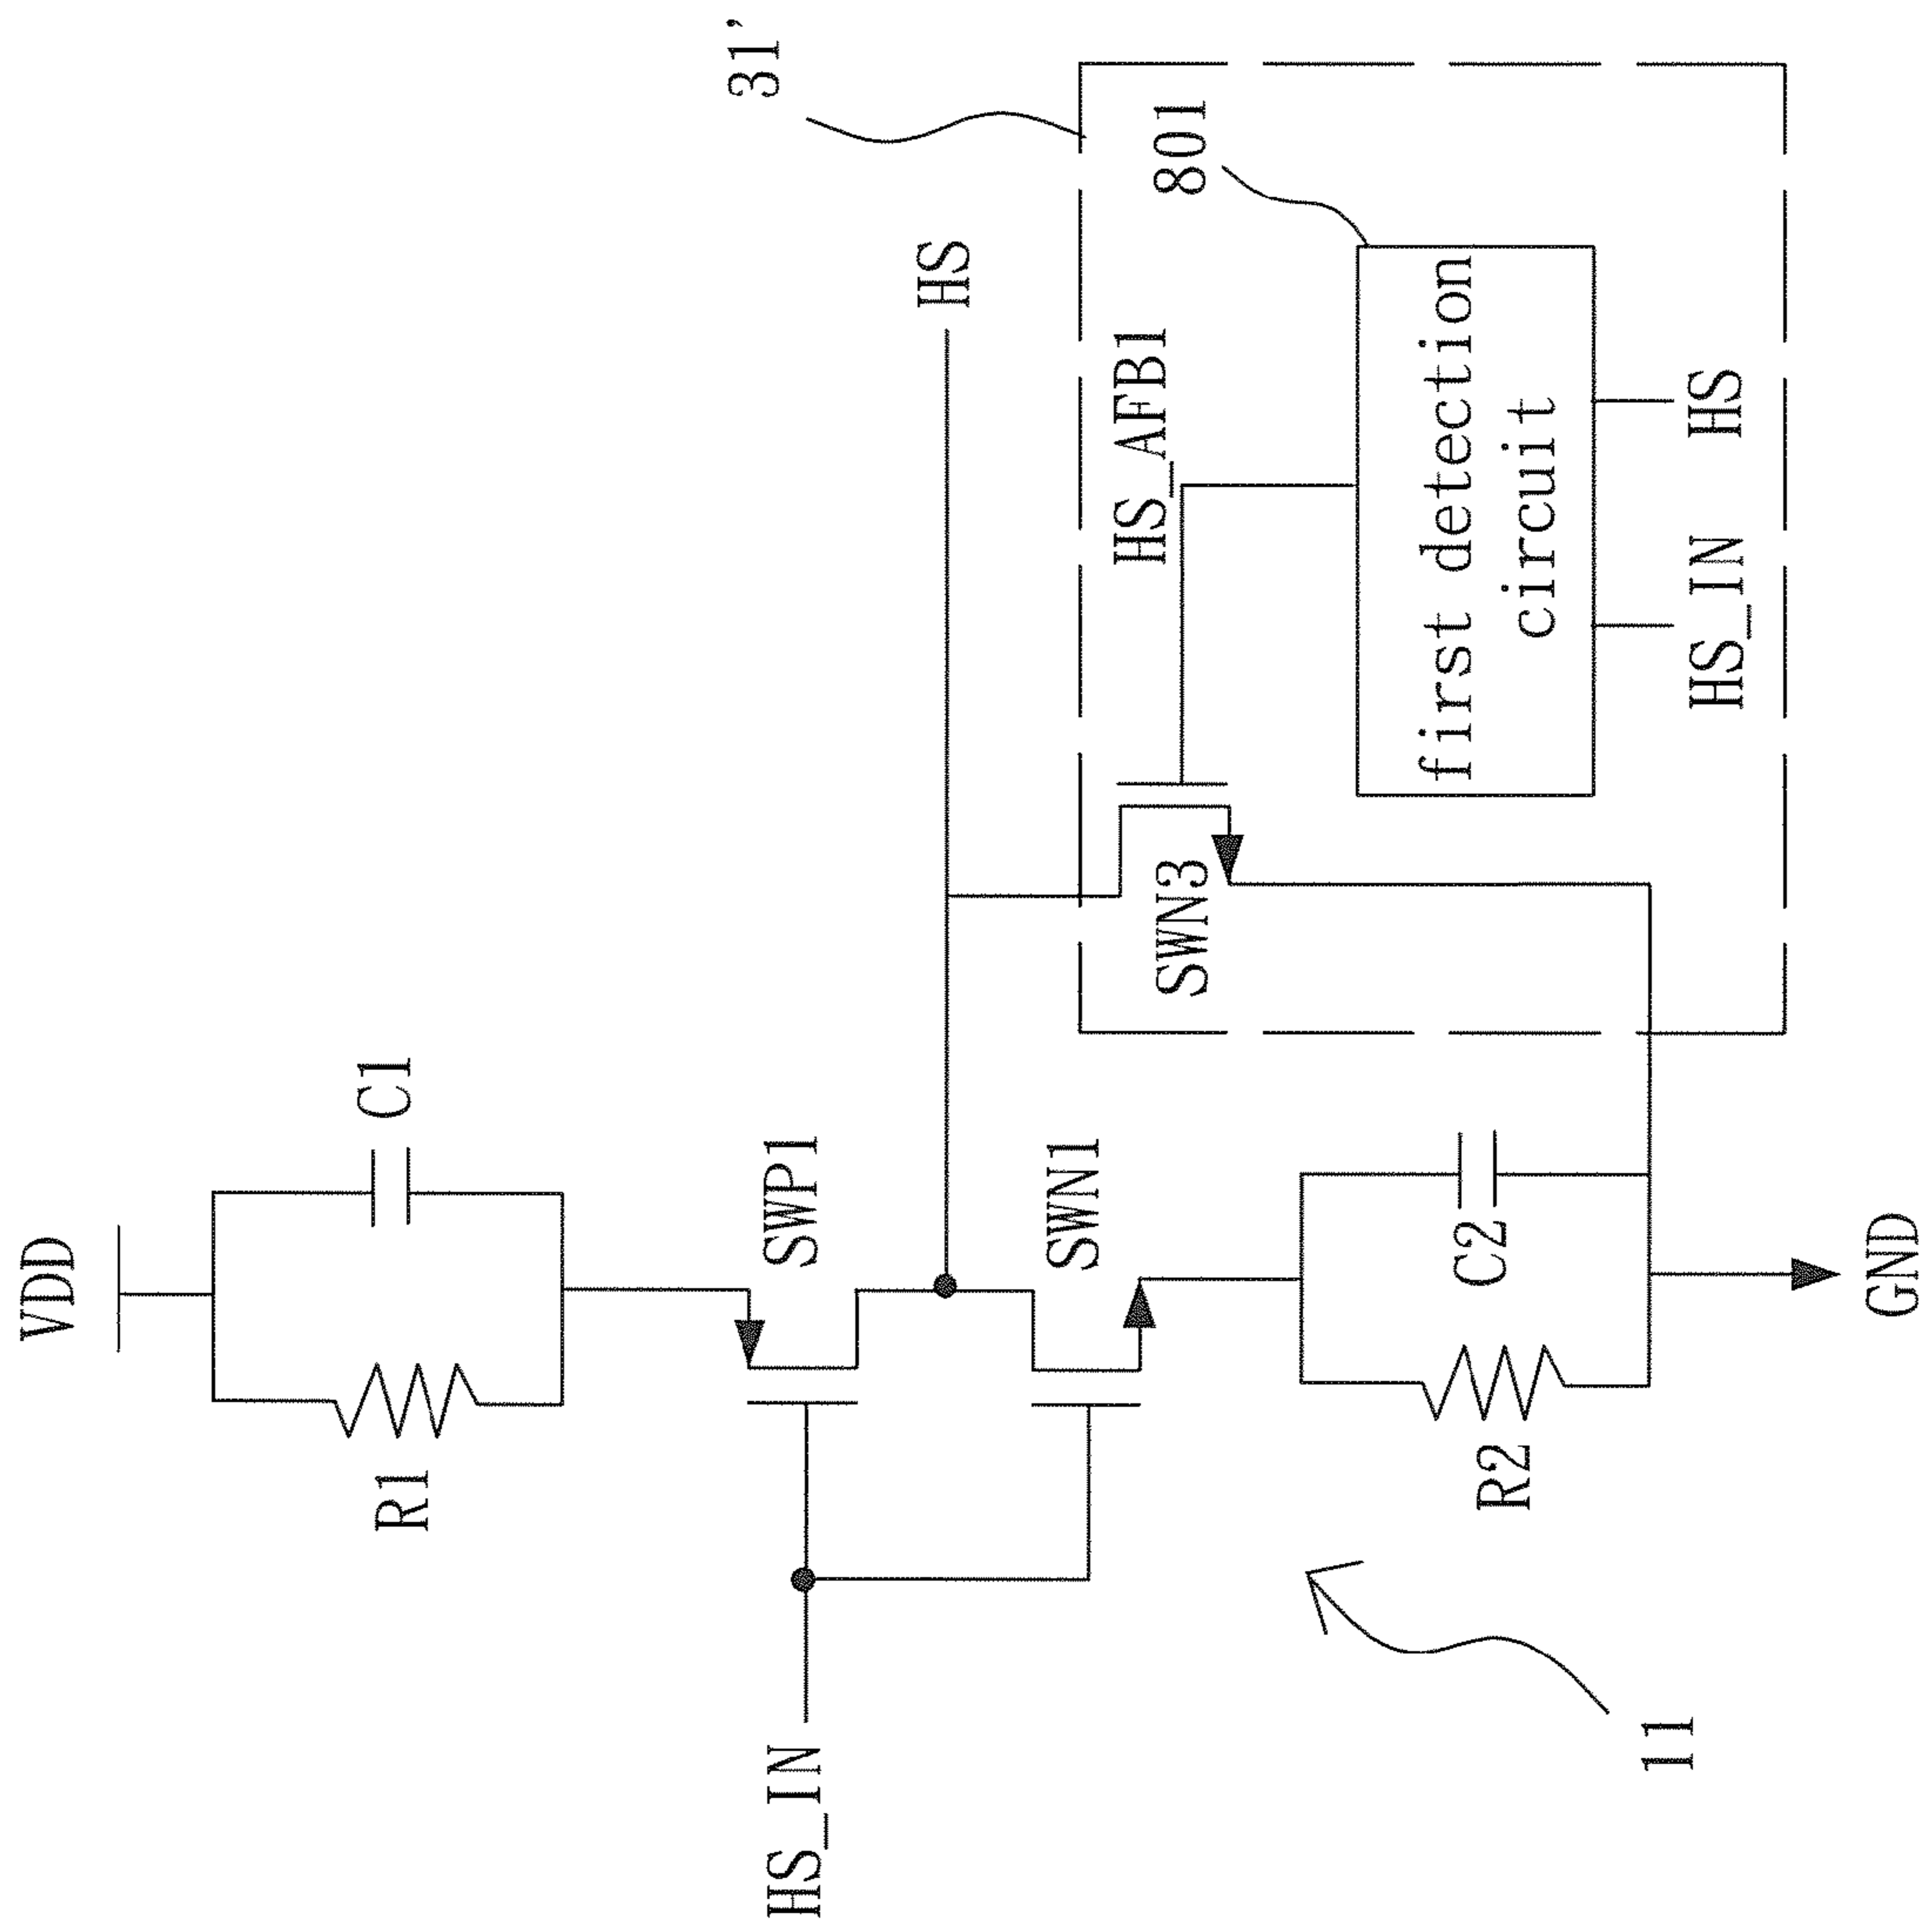 VDD
R1
C1
31'
HS_IN
SWP1
HS
SWN1
SWN3
HS_AFB1
801
first detection
circuit
R2
C2
HS_IN
HS
11
GND